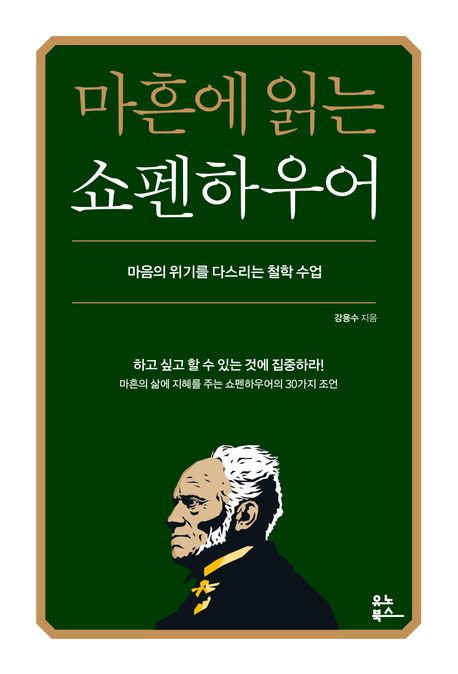 마흔에 읽는
쇼펜하우어
마음의 위기를 다스리는 철학 수업
강용수 지음
하고 싶고 할 수 있는 것에 집중하라!
마흔의 삶에 지혜를 주는 쇼펜하우어의 30가지 조언
유노
북스